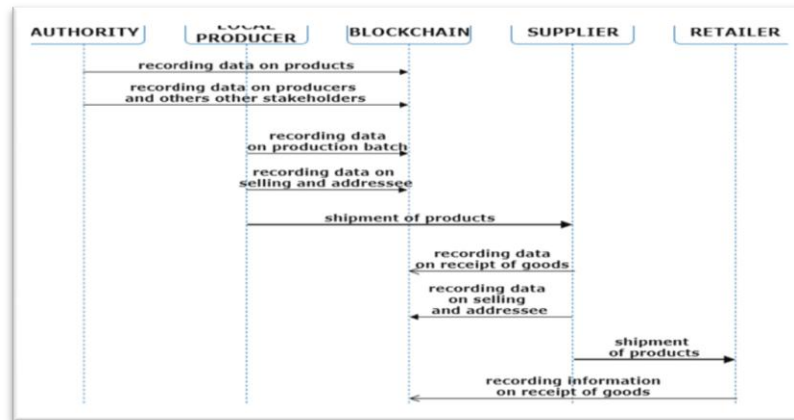 AUTHORITY
LOCAL
PRODUCER
BLOCKCHAIN
SUPPLIER
RETAILER
recording data on products
recording data on producers
and others other stakeholders
recording data
on production batch
recording data on
selling and addressee
shipment of products
recording data
on receipt of goods
recording data
on selling
and addressee
shipment
of products
recording information
on receipt of goods